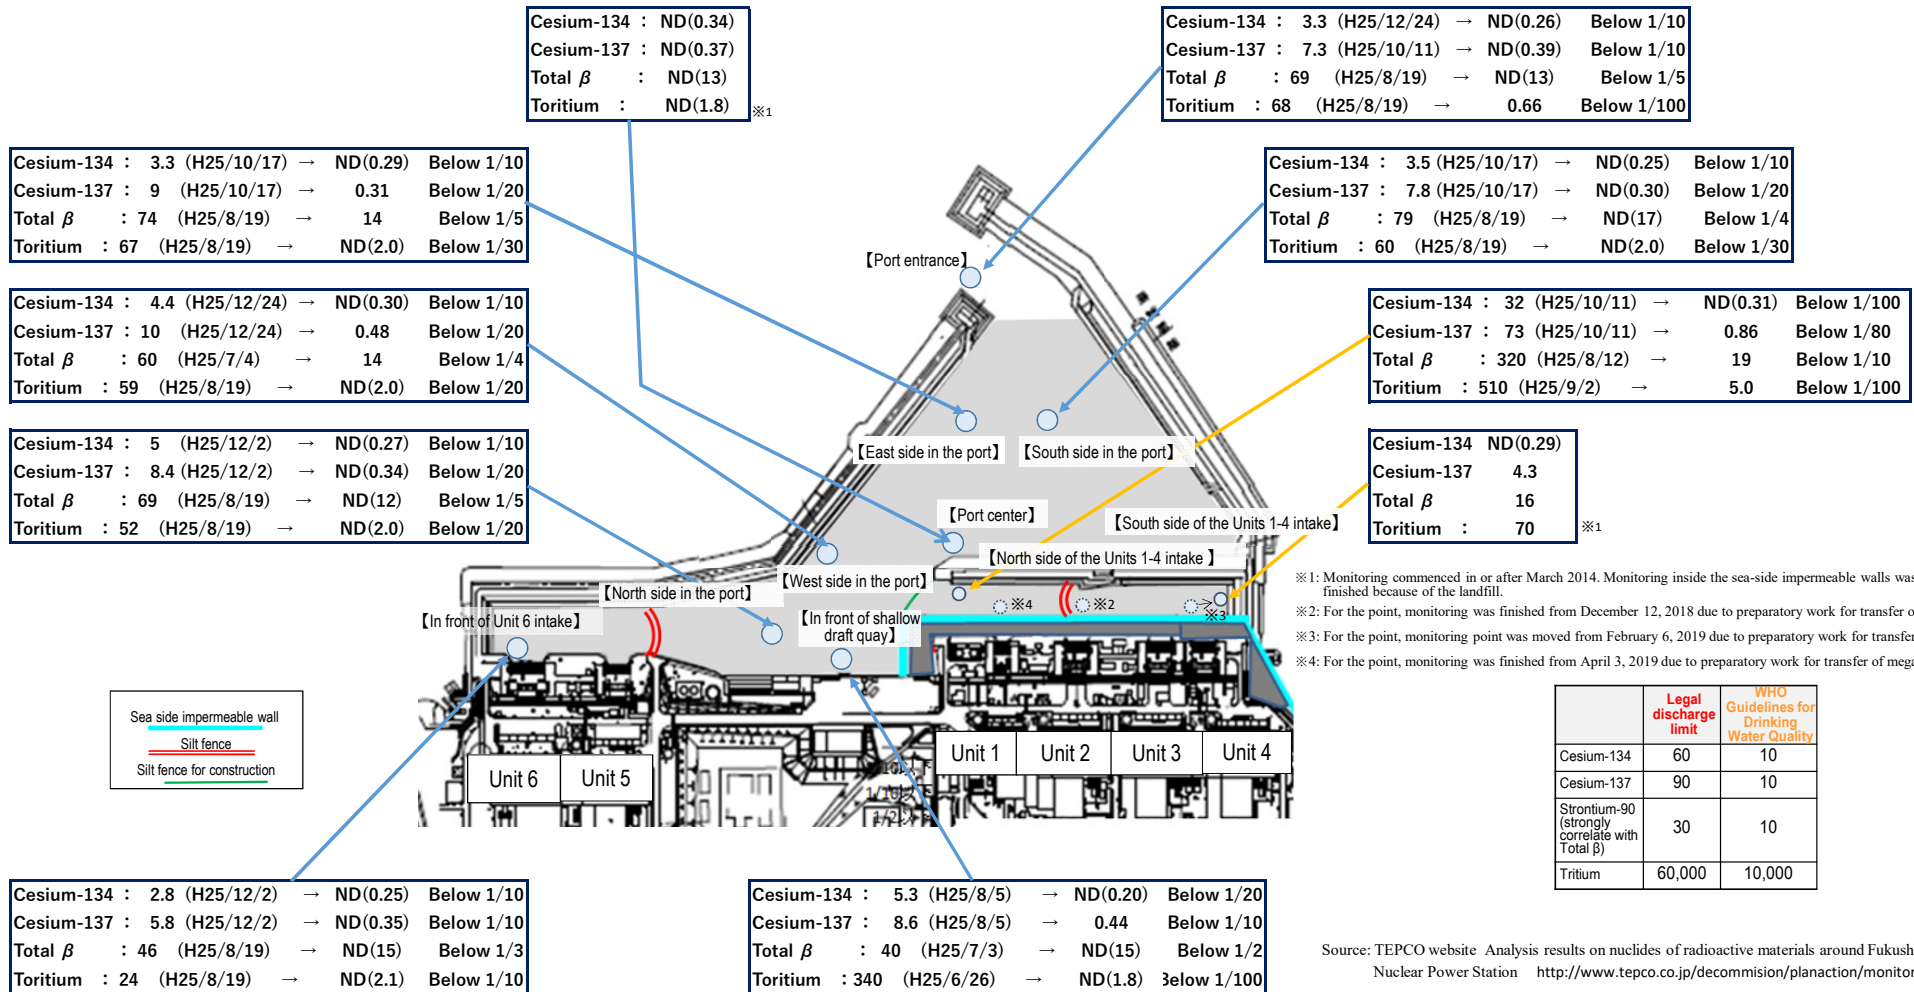 Cesium-134 : ND(0.34)
Cesium-137 : ND(0.37)
Total β : ND(13)
Toritium : ND(1.8)
※1
Cesium-134 : 3.3 (H25/12/24) → ND(0.26) Below 1/10
Cesium-137 : 7.3 (H25/10/11) → ND(0.39) Below 1/10
Total β : 69 (H25/8/19) → ND(13) Below 1/5
Toritium : 68 (H25/8/19) → 0.66 Below 1/100
Cesium-134 : 3.3 (H25/10/17) → ND(0.29) Below 1/10
Cesium-137 : 9 (H25/10/17) → 0.31 Below 1/20
Total β : 74 (H25/8/19) → 14 Below 1/5
Toritium : 67 (H25/8/19) → ND(2.0) Below 1/30
Cesium-134 : 3.5 (H25/10/17) → ND(0.25) Below 1/10
Cesium-137 : 7.8 (H25/10/17) → ND(0.30) Below 1/20
Total β : 79 (H25/8/19) → ND(17) Below 1/4
Toritium : 60 (H25/8/19) → ND(2.0) Below 1/30
【Port entrance】
Cesium-134 : 4.4 (H25/12/24) → ND(0.30) Below 1/10
Cesium-137 : 10 (H25/12/24) → 0.48 Below 1/20
Total β : 60 (H25/7/4) → 14 Below 1/4
Toritium : 59 (H25/8/19) → ND(2.0) Below 1/20
Cesium-134 : 32 (H25/10/11) → ND(0.31) Below 1/100
Cesium-137 : 73 (H25/10/11) → 0.86 Below 1/80
Total β : 320 (H25/8/12) → 19 Below 1/10
Toritium : 510 (H25/9/2) → 5.0 Below 1/100
Cesium-134 : 5 (H25/12/2) → ND(0.27) Below 1/10
Cesium-137 : 8.4 (H25/12/2) → ND(0.34) Below 1/20
Total β : 69 (H25/8/19) → ND(12) Below 1/5
Toritium : 52 (H25/8/19) → ND(2.0) Below 1/20
【East side in the port】
【South side in the port】
Cesium-134 ND(0.29)
Cesium-137 4.3
Total β 16
Toritium : 70
※1
【Port center】
【South side of the Units 1-4 intake】
【North side of the Units 1-4 intake 】
【West side in the port】
【North side in the port】
【In front of Unit 6 intake】
【In front of shallow
draft quay】
※4
※2
※3
※1: Monitoring commenced in or after March 2014. Monitoring inside the sea-side impermeable walls was
finished because of the landfill.
※2: For the point, monitoring was finished from December 12, 2018 due to preparatory work for transfer o
※3: For the point, monitoring point was moved from February 6, 2019 due to preparatory work for transfer
※4: For the point, monitoring was finished from April 3, 2019 due to preparatory work for transfer of mega
Sea side impermeable wall
Silt fence
Silt fence for construction
Unit 6
Unit 5
Unit 1
Unit 2
Unit 3
Unit 4
Legal discharge limit
WHO Guidelines for Drinking Water Quality
Cesium-134 60 10
Cesium-137 90 10
Strontium-90 (strongly correlate with Total β) 30 10
Tritium 60,000 10,000
Cesium-134 : 2.8 (H25/12/2) → ND(0.25) Below 1/10
Cesium-137 : 5.8 (H25/12/2) → ND(0.35) Below 1/10
Total β : 46 (H25/8/19) → ND(15) Below 1/3
Toritium : 24 (H25/8/19) → ND(2.1) Below 1/10
Cesium-134 : 5.3 (H25/8/5) → ND(0.20) Below 1/20
Cesium-137 : 8.6 (H25/8/5) → 0.44 Below 1/10
Total β : 40 (H25/7/3) → ND(15) Below 1/2
Toritium : 340 (H25/6/26) → ND(1.8) Below 1/100
Source: TEPCO website Analysis results on nuclides of radioactive materials around Fukush
Nuclear Power Station http://www.tepco.co.jp/decommision/planaction/monitor